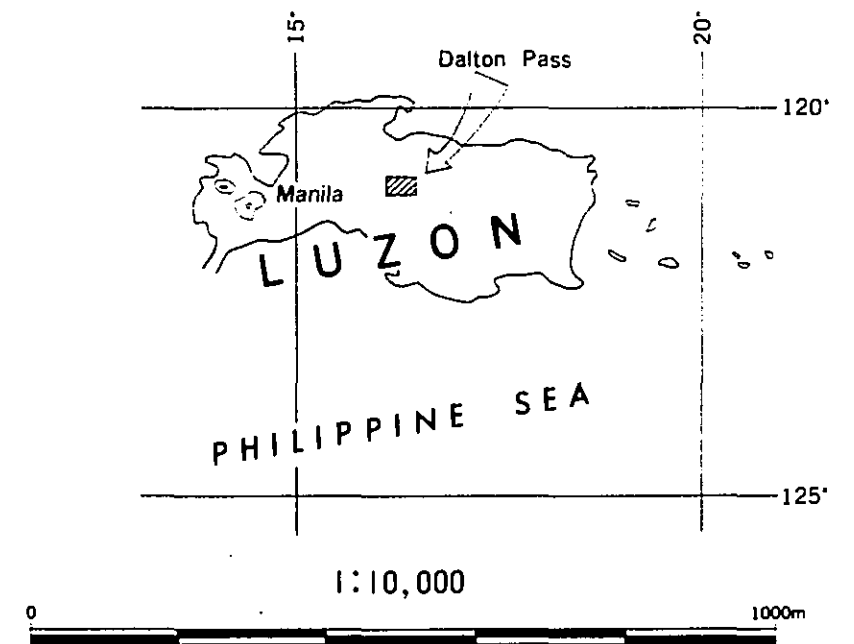 15°
20°
Dalton Pass
120°
Manila
LUZON
PHILIPPINE SEA
125°
1:10,000
0
1000m